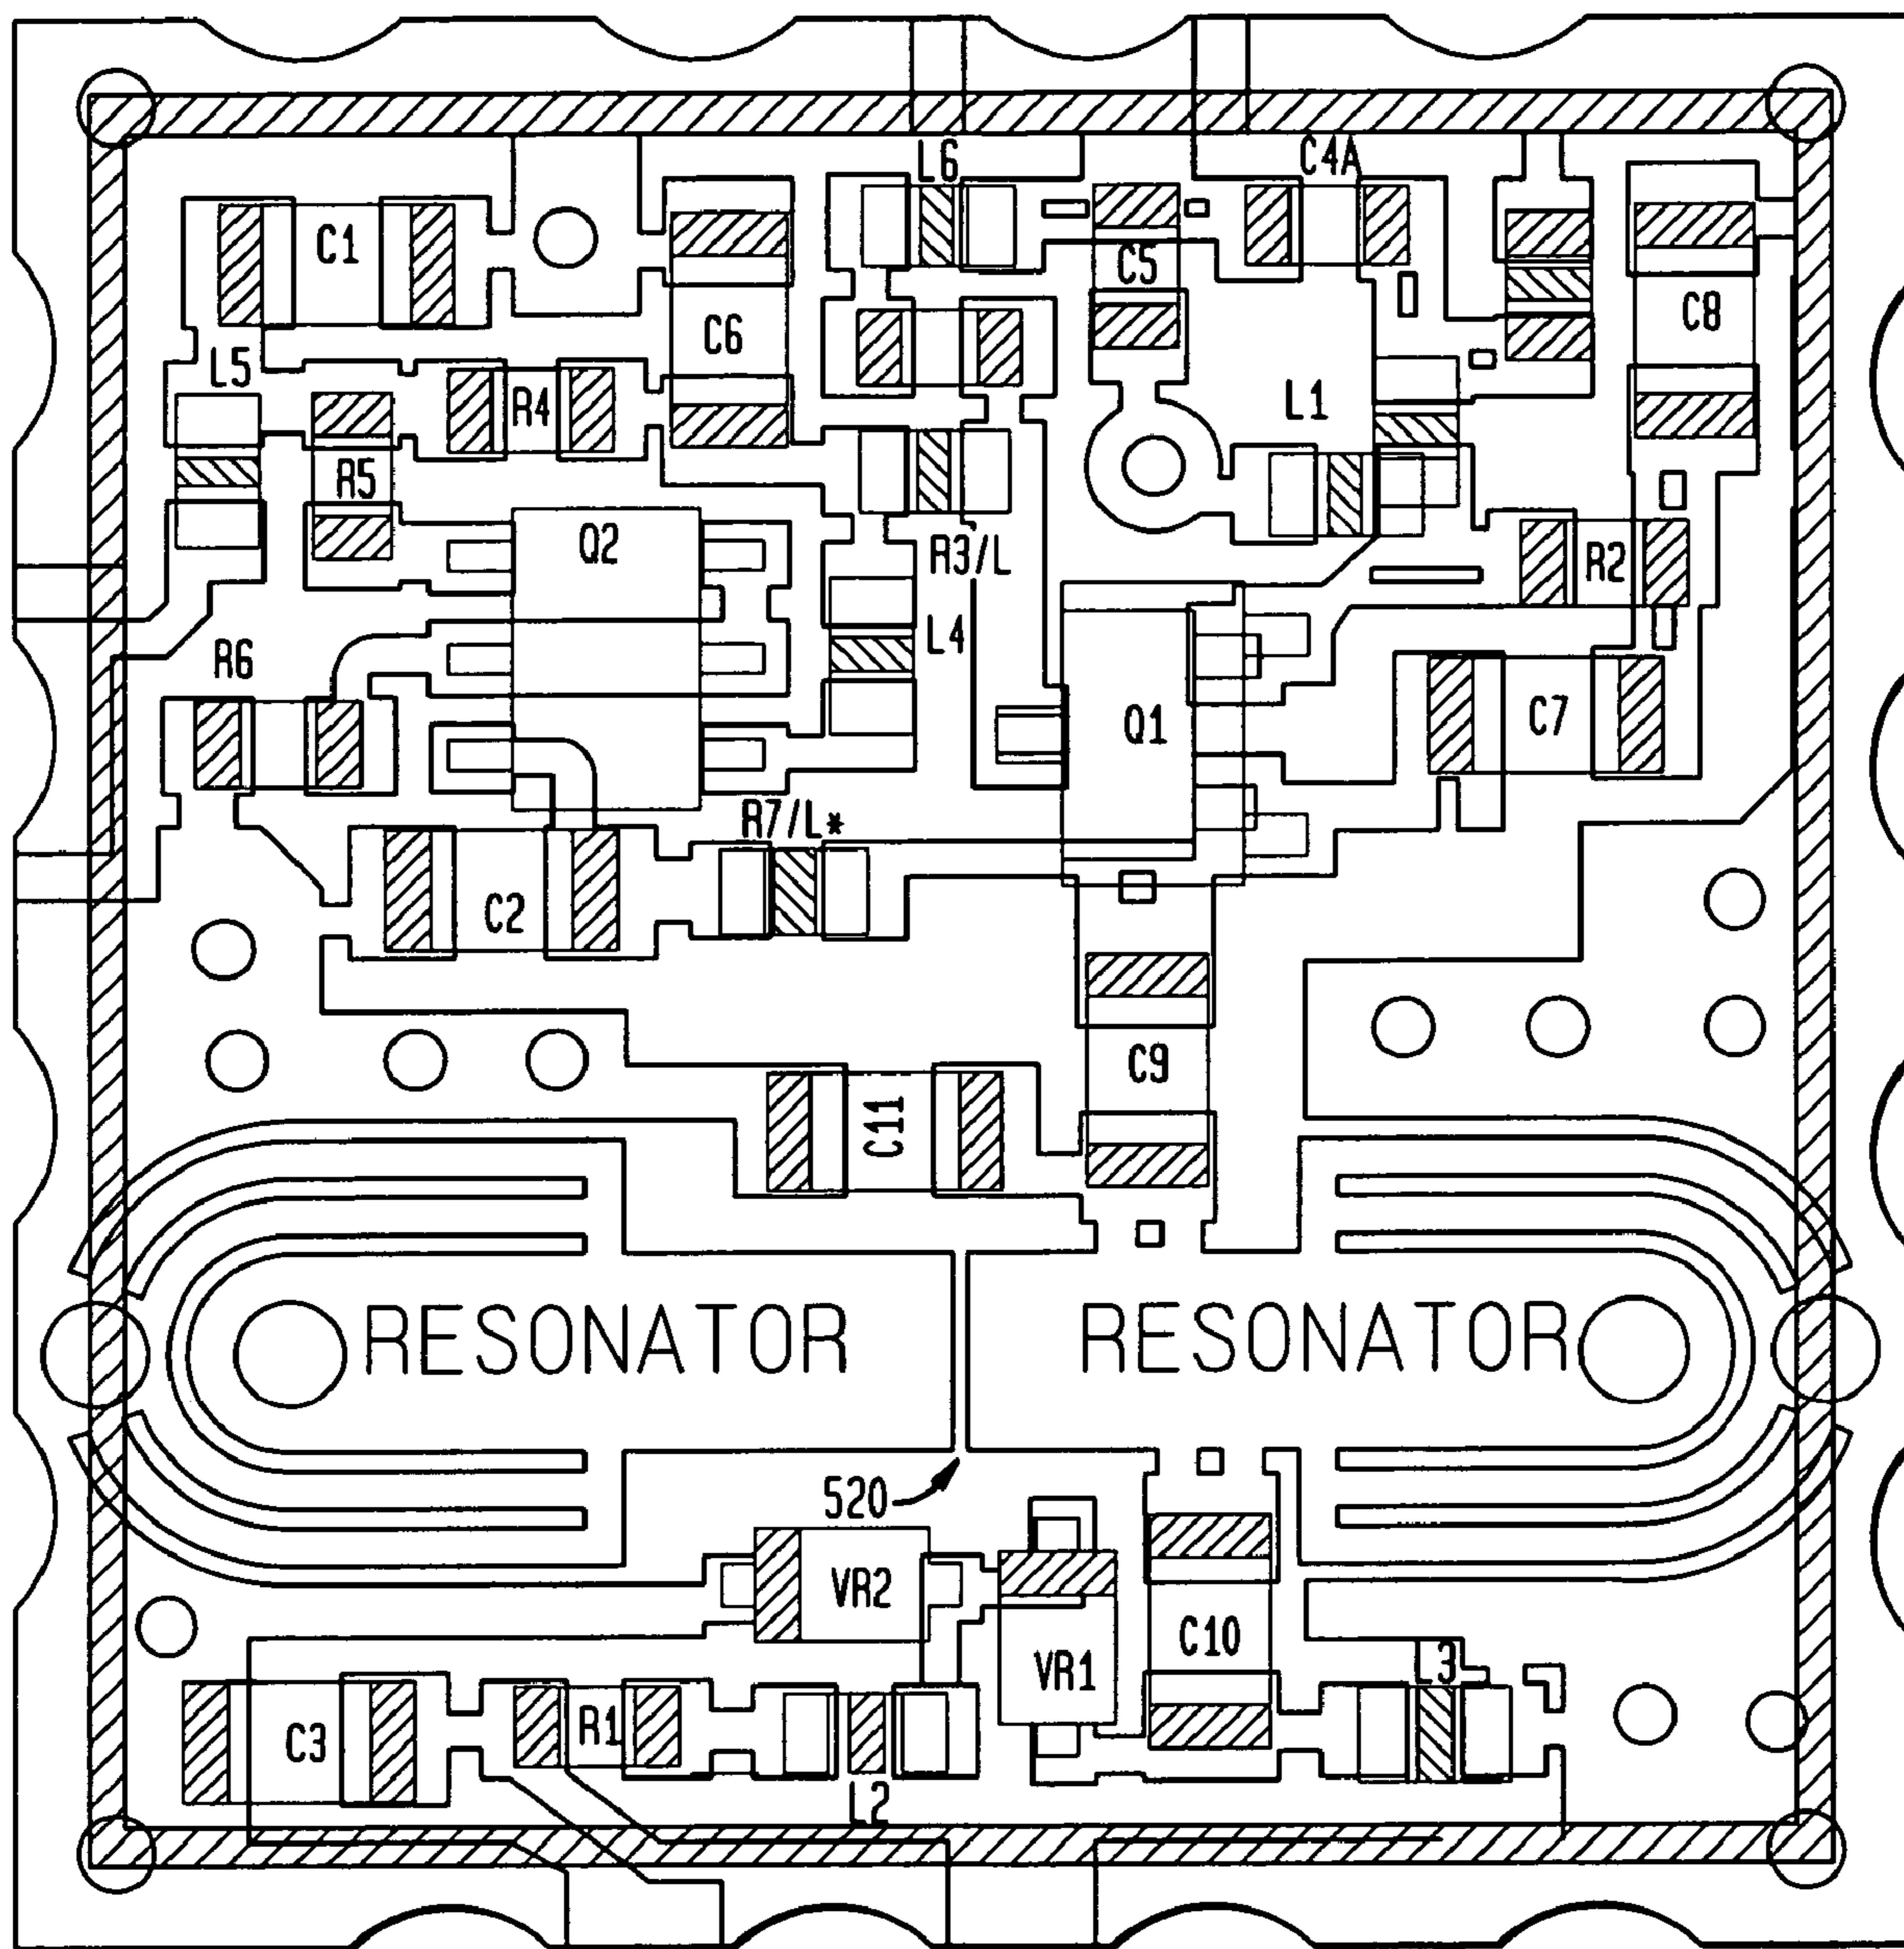 L6
C4A
C1
C5
C8
C6
L5
R4
L1
R5
Q2
R3/L
R2
L4
R6
Q1
C7
R7/L*
C2
C9
C11
RESONATOR
RESONATOR
520
VR2
C10
VR1
L3
R1
C3
L2